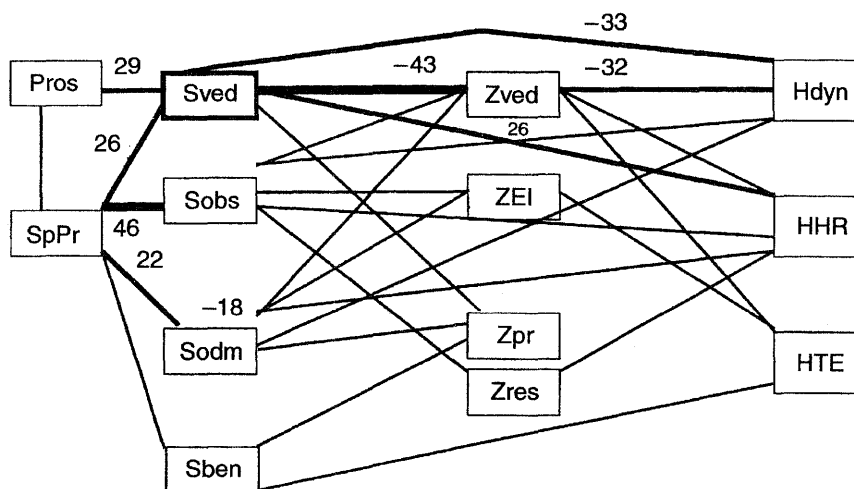 −33
29
−43
−32
Pros
Sved
Zved
Hdyn
26
26
Sobs
ZEI
SpPr
46
HHR
22
−18
Sodm
Zpr
HTE
Zres
Sben